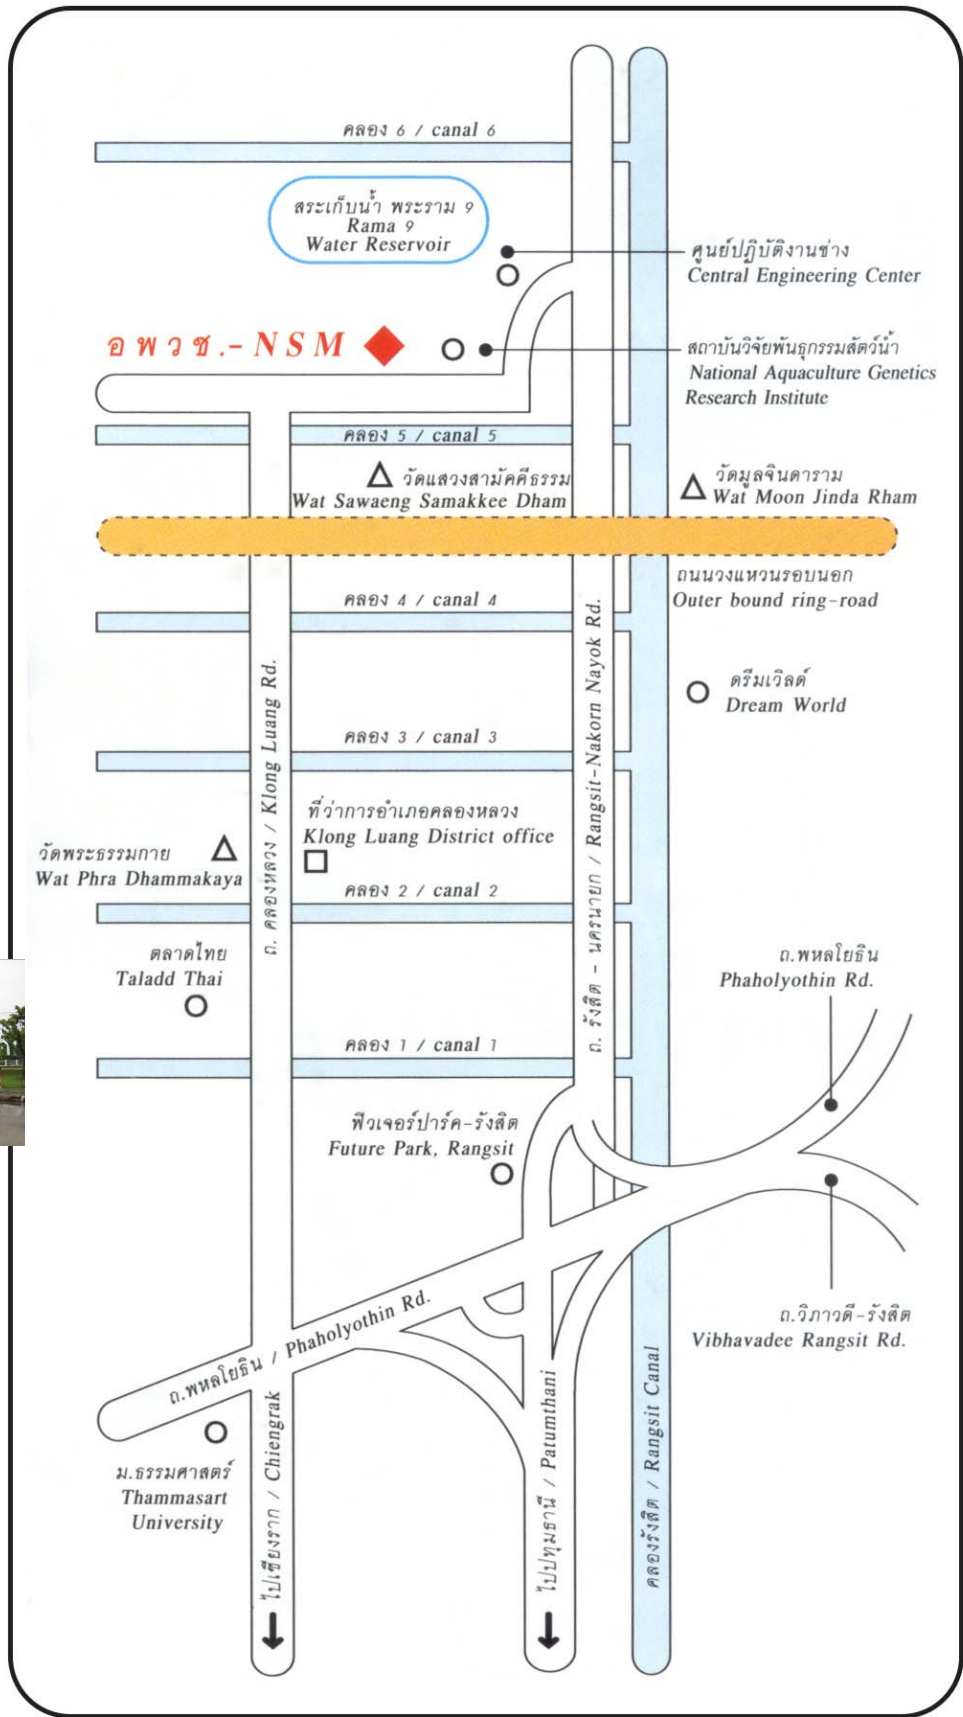 คลอง 6 / canal 6
สระเก็บน้ำ พระราม 9
Rama 9
Water Reservoir
ศูนย์ปฏิบัติงานช่าง
Central Engineering Center
อพวช.-NSM
สถาบันวิจัยพันธุกรรมสัตว์น้ำ
National Aquaculture Genetics
Research Institute
คลอง 5 / canal 5
วัดแสวงสามัคคีธรรม
Wat Sawaeng Samakkee Dham
วัดมูลจินดาราม
Wat Moon Jinda Rham
ถนนวงแหวนรอบนอก
Outer bound ring-road
คลอง 4 / canal 4
ถ. คลองหลวง / Klong Luang Rd.
ถ. รังสิต - นครนายก / Rangsit-Nakorn Nayok Rd.
ดรีมเวิลด์
Dream World
คลอง 3 / canal 3
ที่ว่าการอำเภอคลองหลวง
Klong Luang District office
วัดพระธรรมกาย
Wat Phra Dhammakaya
คลอง 2 / canal 2
ตลาดไทย
Taladd Thai
ถ.พหลโยธิน
Phaholyothin Rd.
คลอง 1 / canal 1
ฟิวเจอร์ปาร์ค-รังสิต
Future Park, Rangsit
ถ.พหลโยธิน / Phaholyothin Rd.
ถ.วิภาวดี-รังสิต
Vibhavadee Rangsit Rd.
ม.ธรรมศาสตร์
Thammasart
University
ไปเชียงราก / Chiengrak
ไปปทุมธานี / Patumthani
คลองรังสิต / Rangsit Canal